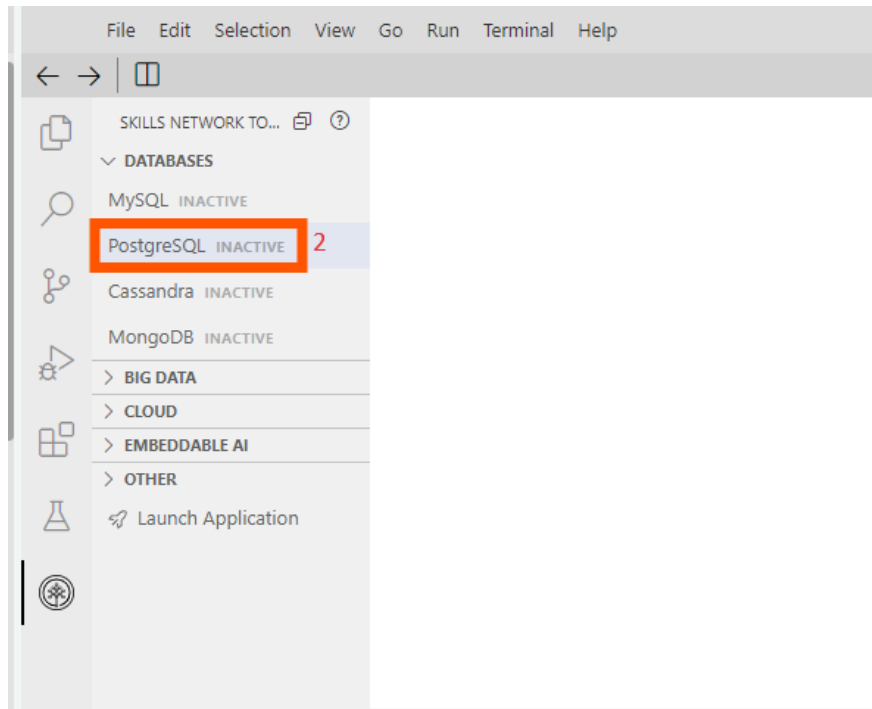 File Edit Selection View Go Run Terminal Help
SKILLS NETWORK TO...
DATABASES
MySQL INACTIVE
PostgreSQL INACTIVE 2
Cassandra INACTIVE
MongoDB INACTIVE
BIG DATA
CLOUD
EMBEDDABLE AI
OTHER
Launch Application